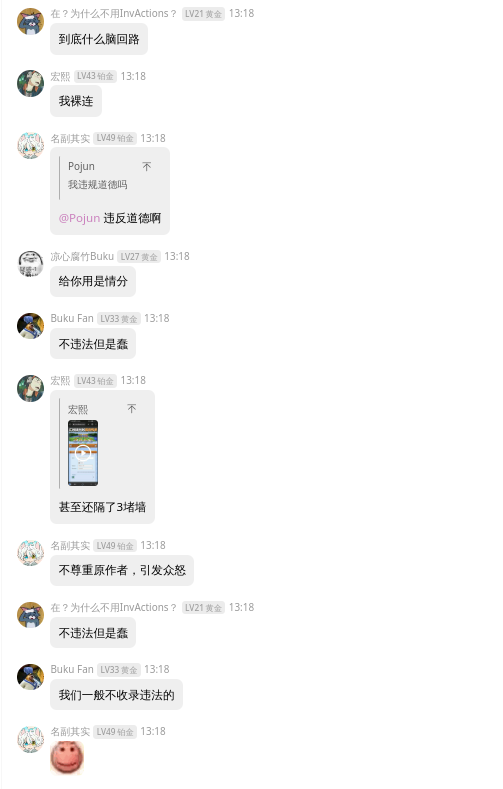 在？为什么不用InvActions？ LV21 黄金 13:18
到底什么脑回路
宏熙 LV43 铂金 13:18
我裸连
名副其实 LV49 铂金 13:18
Pojun
我违规道德吗
@Pojun 违反道德啊
凉心腐竹Buku LV27 黄金 13:18
给你用是情分
Buku Fan LV33 黄金 13:18
不违法但是蠢
宏熙 LV43 铂金 13:18
宏熙
甚至还隔了3堵墙
名副其实 LV49 铂金 13:18
不尊重原作者，引发众怒
在？为什么不用InvActions？ LV21 黄金 13:18
不违法但是蠢
Buku Fan LV33 黄金 13:18
我们一般不收录违法的
名副其实 LV49 铂金 13:18